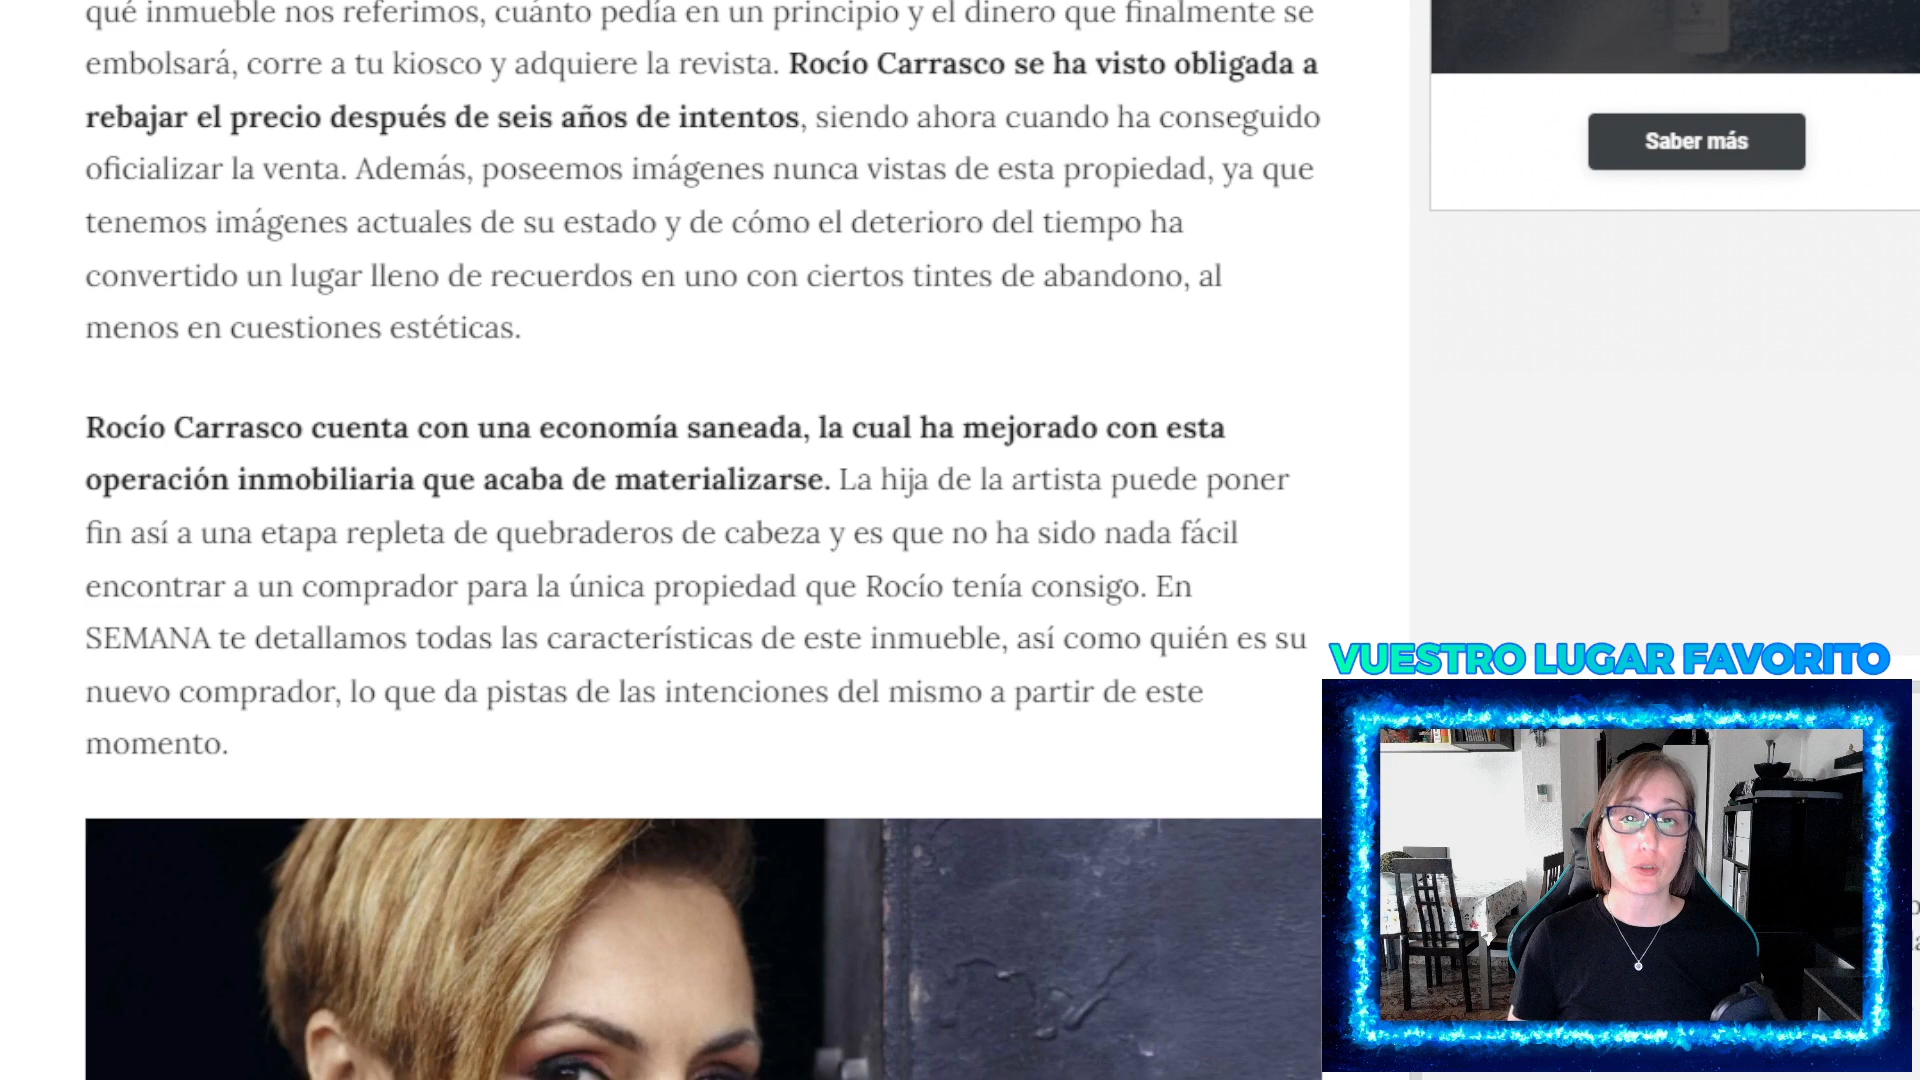 qué inmueble nos referimos, cuánto pedía en un principio y el dinero que finalmente se
embolsará, corre a tu kiosco y adquiere la revista. Rocío Carrasco se ha visto obligada a
rebajar el precio después de seis años de intentos, siendo ahora cuando ha conseguido
oficializar la venta. Además, poseemos imágenes nunca vistas de esta propiedad, ya que
tenemos imágenes actuales de su estado y de cómo el deterioro del tiempo ha
convertido un lugar lleno de recuerdos en uno con ciertos tintes de abandono, al
menos en cuestiones estéticas.
Rocío Carrasco cuenta con una economía saneada, la cual ha mejorado con esta
operación inmobiliaria que acaba de materializarse. La hija de la artista puede poner
fin así a una etapa repleta de quebraderos de cabeza y es que no ha sido nada fácil
encontrar a un comprador para la única propiedad que Rocío tenía consigo. En
SEMANA te detallamos todas las características de este inmueble, así como quién es su
nuevo comprador, lo que da pistas de las intenciones del mismo a partir de este
momento.
Saber más
VUESTRO LUGAR FAVORITO